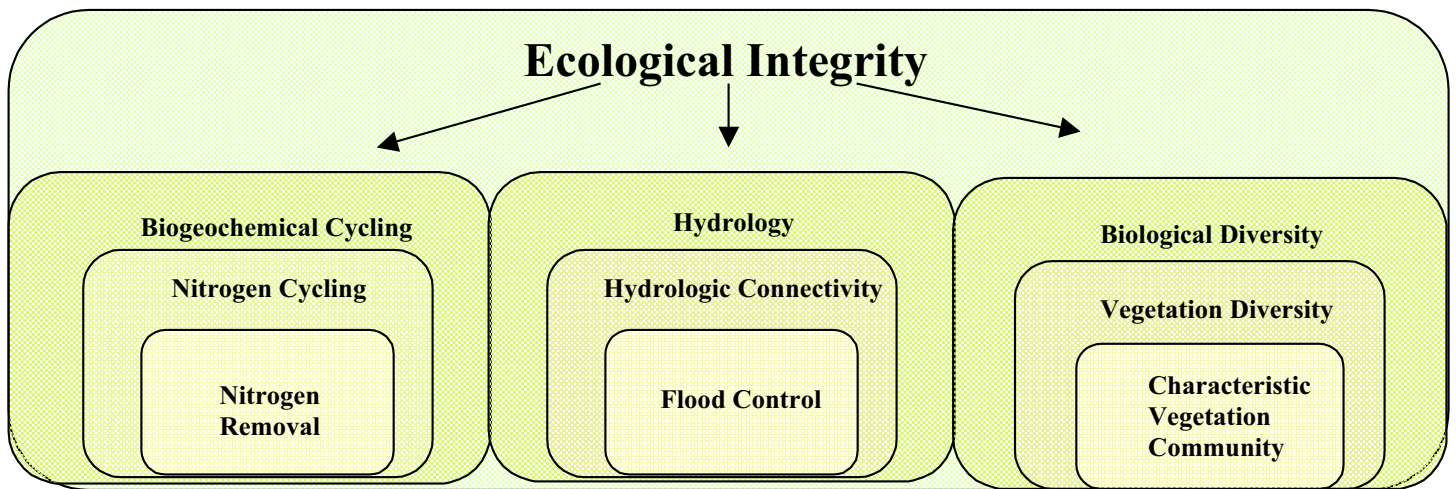 Ecological Integrity
Biogeochemical Cycling
Nitrogen Cycling
Nitrogen
Removal
Hydrology
Hydrologic Connectivity
Flood Control
Biological Diversity
Vegetation Diversity
Characteristic
Vegetation
Community